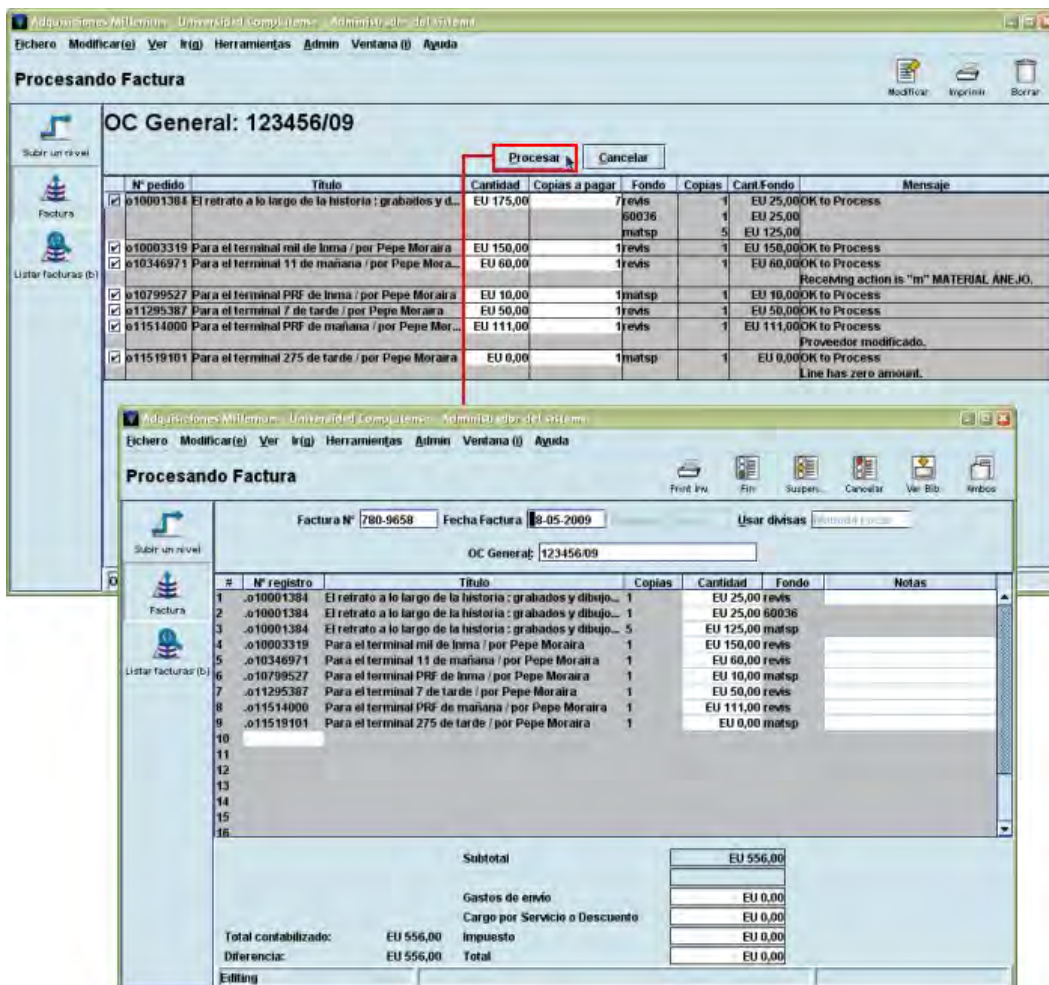 Adquisiciones Millenium - Universidad Complutense - Administrador del sistema
Fichero Modificar(e) Ver Ir(g) Herramientas Admin Ventana (i) Ayuda
Procesando Factura
Modificar Imprimir Borrar
Subir un nivel
Factura
Listar facturas (b)
OC General: 123456/09
Procesar Cancelar
Nº pedido Título Cantidad Copias a pagar Fondo Copias Cant.Fondo Mensaje
o10001384 El retrato a lo largo de la historia : grabados y d... EU 175,00 7 revis 1 EU 25,00 OK to Process
60036 1 EU 25,00
matsp 5 EU 125,00
o10003319 Para el terminal mil de Inma / por Pepe Moraira EU 150,00 1 revis 1 EU 150,00 OK to Process
o10346971 Para el terminal 11 de mañana / por Pepe Mora... EU 60,00 1 revis 1 EU 60,00 OK to Process
Receiving action is "m" MATERIAL ANEJO.
o10799527 Para el terminal PRF de Inma / por Pepe Moraira EU 10,00 1 matsp 1 EU 10,00 OK to Process
o11295387 Para el terminal 7 de tarde / por Pepe Moraira EU 50,00 1 revis 1 EU 50,00 OK to Process
o11514000 Para el terminal PRF de mañana / por Pepe Mor... EU 111,00 1 revis 1 EU 111,00 OK to Process
Proveedor modificado.
o11519101 Para el terminal 275 de tarde / por Pepe Moraira EU 0,00 1 matsp 1 EU 0,00 OK to Process
Line has zero amount.
Adquisiciones Millenium - Universidad Complutense - Administrador del sistema
Fichero Modificar(e) Ver Ir(g) Herramientas Admin Ventana (i) Ayuda
Procesando Factura
Print Inv. Fin Suspen... Cancelar Ver Bib. Ambos
Subir un nivel
Factura
Listar facturas (b)
Factura Nº 780-9658 Fecha Factura 8-05-2009 Usar divisas
OC General: 123456/09
# Nº registro Título Copias Cantidad Fondo Notas
1 .o10001384 El retrato a lo largo de la historia : grabados y dibujo... 1 EU 25,00 revis
2 .o10001384 El retrato a lo largo de la historia : grabados y dibujo... 1 EU 25,00 60036
3 .o10001384 El retrato a lo largo de la historia : grabados y dibujo... 5 EU 125,00 matsp
4 .o10003319 Para el terminal mil de Inma / por Pepe Moraira 1 EU 150,00 revis
5 .o10346971 Para el terminal 11 de mañana / por Pepe Moraira 1 EU 60,00 revis
6 .o10799527 Para el terminal PRF de Inma / por Pepe Moraira 1 EU 10,00 matsp
7 .o11295387 Para el terminal 7 de tarde / por Pepe Moraira 1 EU 50,00 revis
8 .o11514000 Para el terminal PRF de mañana / por Pepe Moraira 1 EU 111,00 revis
9 .o11519101 Para el terminal 275 de tarde / por Pepe Moraira 1 EU 0,00 matsp
10
11
12
13
14
15
16
Subtotal EU 556,00
Gastos de envío EU 0,00
Cargo por Servicio o Descuento EU 0,00
Total contabilizado: EU 556,00 Impuesto EU 0,00
Diferencia: EU 556,00 Total EU 0,00
Editing